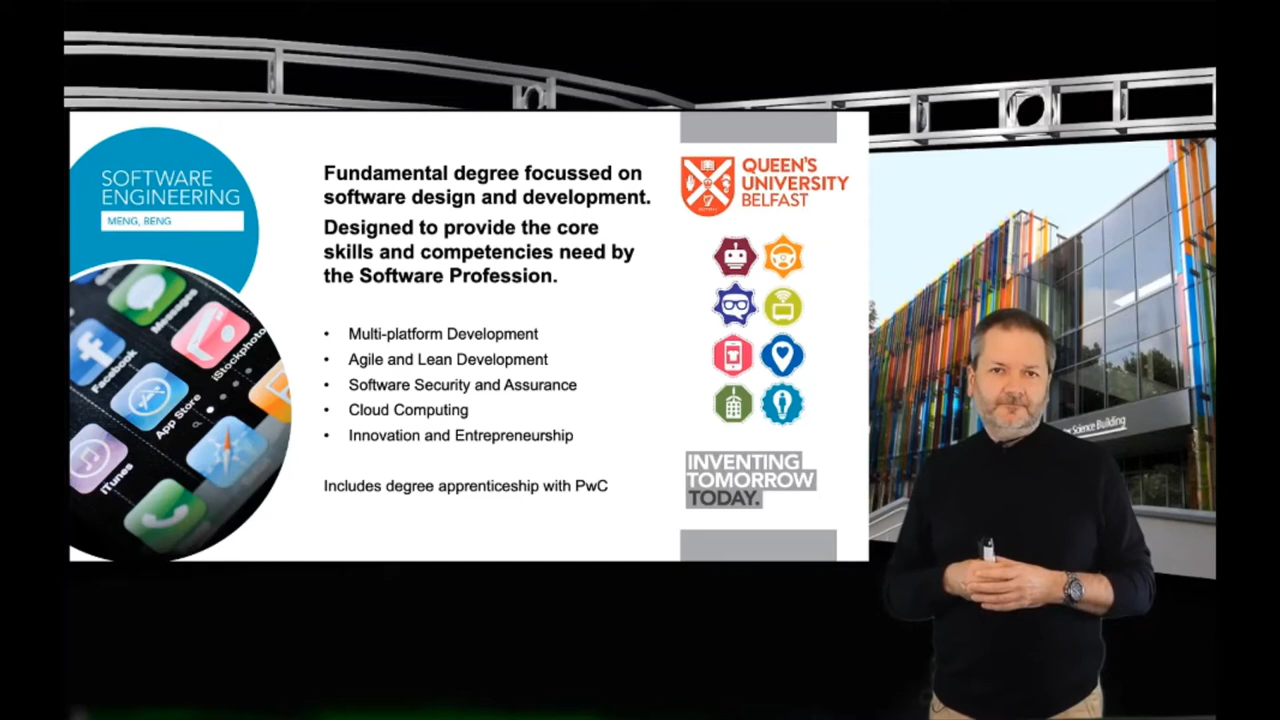 SOFTWARE
ENGINEERING
MENG, BENG
Messages
Facebook
iStockphoto
App Store
iTunes
Fundamental degree focussed on
software design and development.
Designed to provide the core
skills and competencies need by
the Software Profession.
• Multi-platform Development
• Agile and Lean Development
• Software Security and Assurance
• Cloud Computing
• Innovation and Entrepreneurship
Includes degree apprenticeship with PwC
QUEEN'S
UNIVERSITY
BELFAST
INVENTING
TOMORROW
TODAY.
Science Building